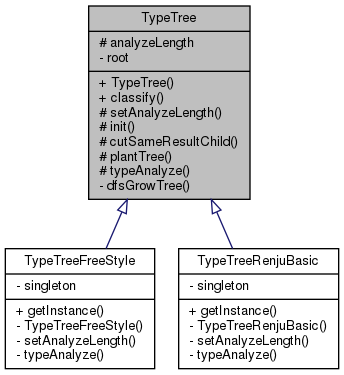 TypeTree
# analyzeLength
- root
+ TypeTree()
+ classify()
# setAnalyzeLength()
# init()
# cutSameResultChild()
# plantTree()
# typeAnalyze()
- dfsGrowTree()
TypeTreeFreeStyle
- singleton
+ getInstance()
- TypeTreeFreeStyle()
- setAnalyzeLength()
- typeAnalyze()
TypeTreeRenjuBasic
- singleton
+ getInstance()
- TypeTreeRenjuBasic()
- setAnalyzeLength()
- typeAnalyze()